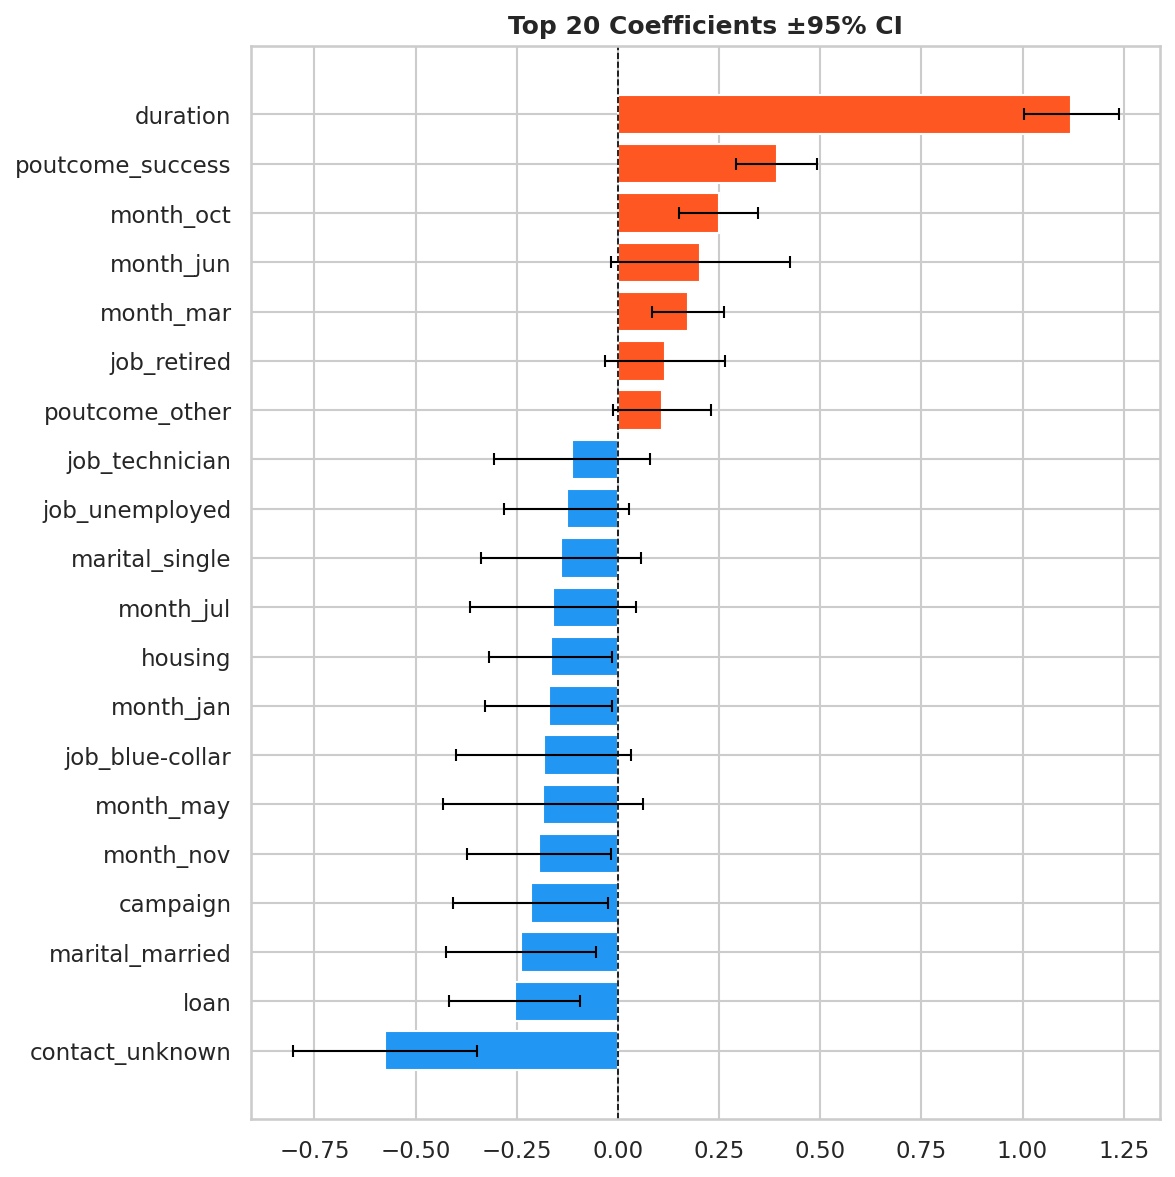 Top 20 Coefficients ±95% CI
duration
poutcome_success
month_oct
month_jun
month_mar
job_retired
poutcome_other
job_technician
job_unemployed
marital_single
month_jul
housing
month_jan
job_blue-collar
month_may
month_nov
campaign
marital_married
loan
contact_unknown
−0.75 −0.50 −0.25 0.00 0.25 0.50 0.75 1.00 1.25